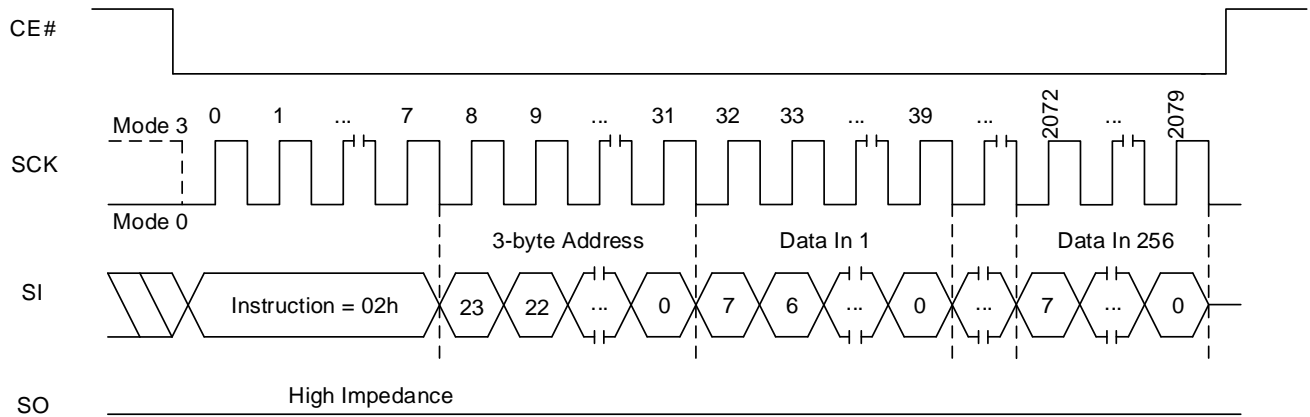 CE#
0 1 ... 7 8 9 ... 31 32 33 ... 39 ... 2072 ... 2079
Mode 3
SCK
Mode 0
3-byte Address Data In 1 Data In 256
SI
Instruction = 02h 23 22 ... 0 7 6 ... 0 ... 7 ... 0
High Impedance
SO